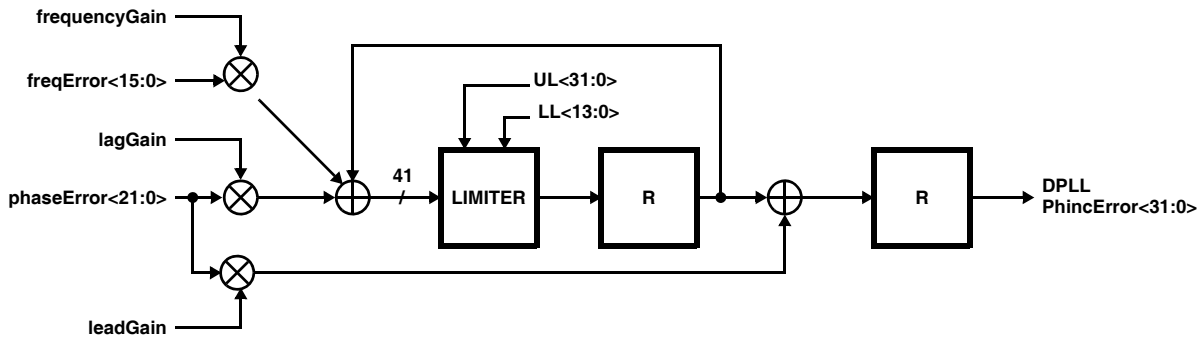 frequencyGain
freqError<15:0>
UL<31:0>
LL<13:0>
lagGain
41
phaseError<21:0>
LIMITER
R
R
DPLL
PhincError<31:0>
leadGain